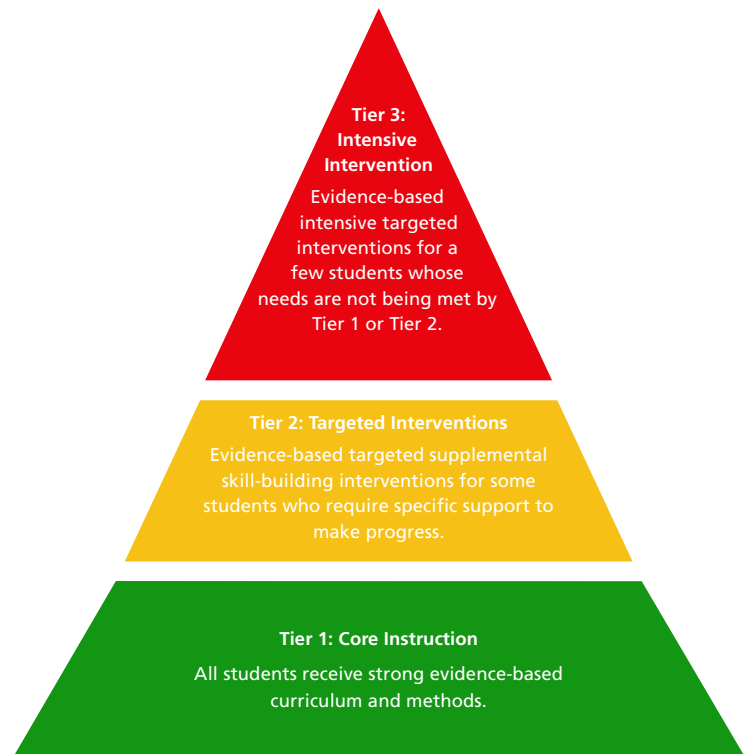 Tier 3:
Intensive
Intervention
Evidence-based
intensive targeted
interventions for a
few students whose
needs are not being met by
Tier 1 or Tier 2.
Tier 2: Targeted Interventions
Evidence-based targeted supplemental
skill-building interventions for some
students who require specific support to
make progress.
Tier 1: Core Instruction
All students receive strong evidence-based
curriculum and methods.